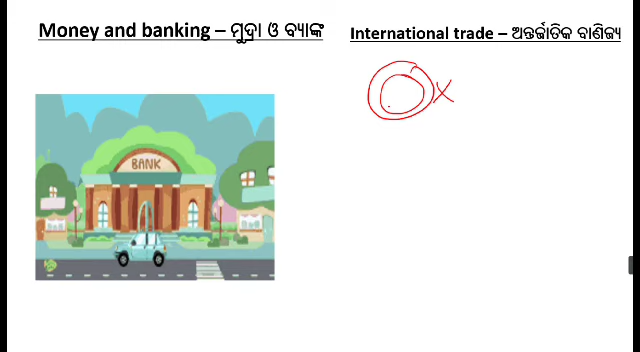 Money and banking – ମୁଦ୍ରା ଓ ବ୍ୟାଙ୍କ
International trade – ଅନ୍ତର୍ଜାତିକ ବାଣିଜ୍ୟ
BANK
X